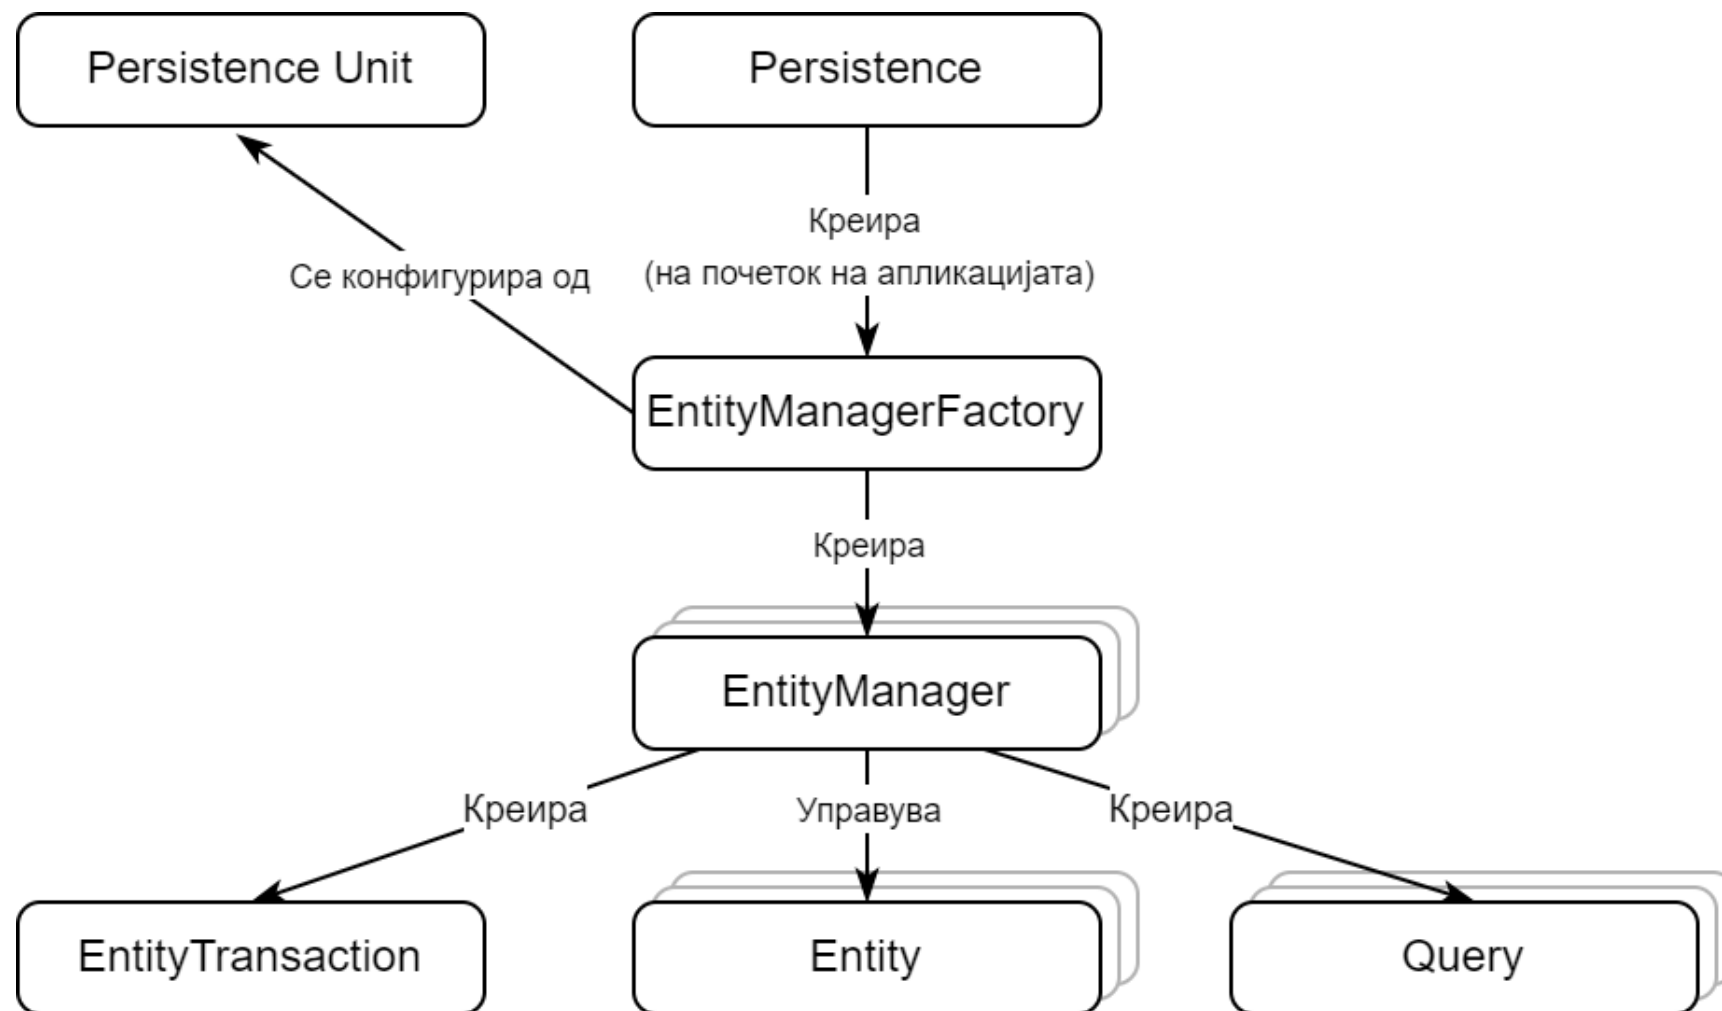 Persistence Unit
Persistence
Креира
(на почеток на апликацијата)
Се конфигурира од
EntityManagerFactory
Креира
EntityManager
Креира
Управува
Креира
EntityTransaction
Entity
Query